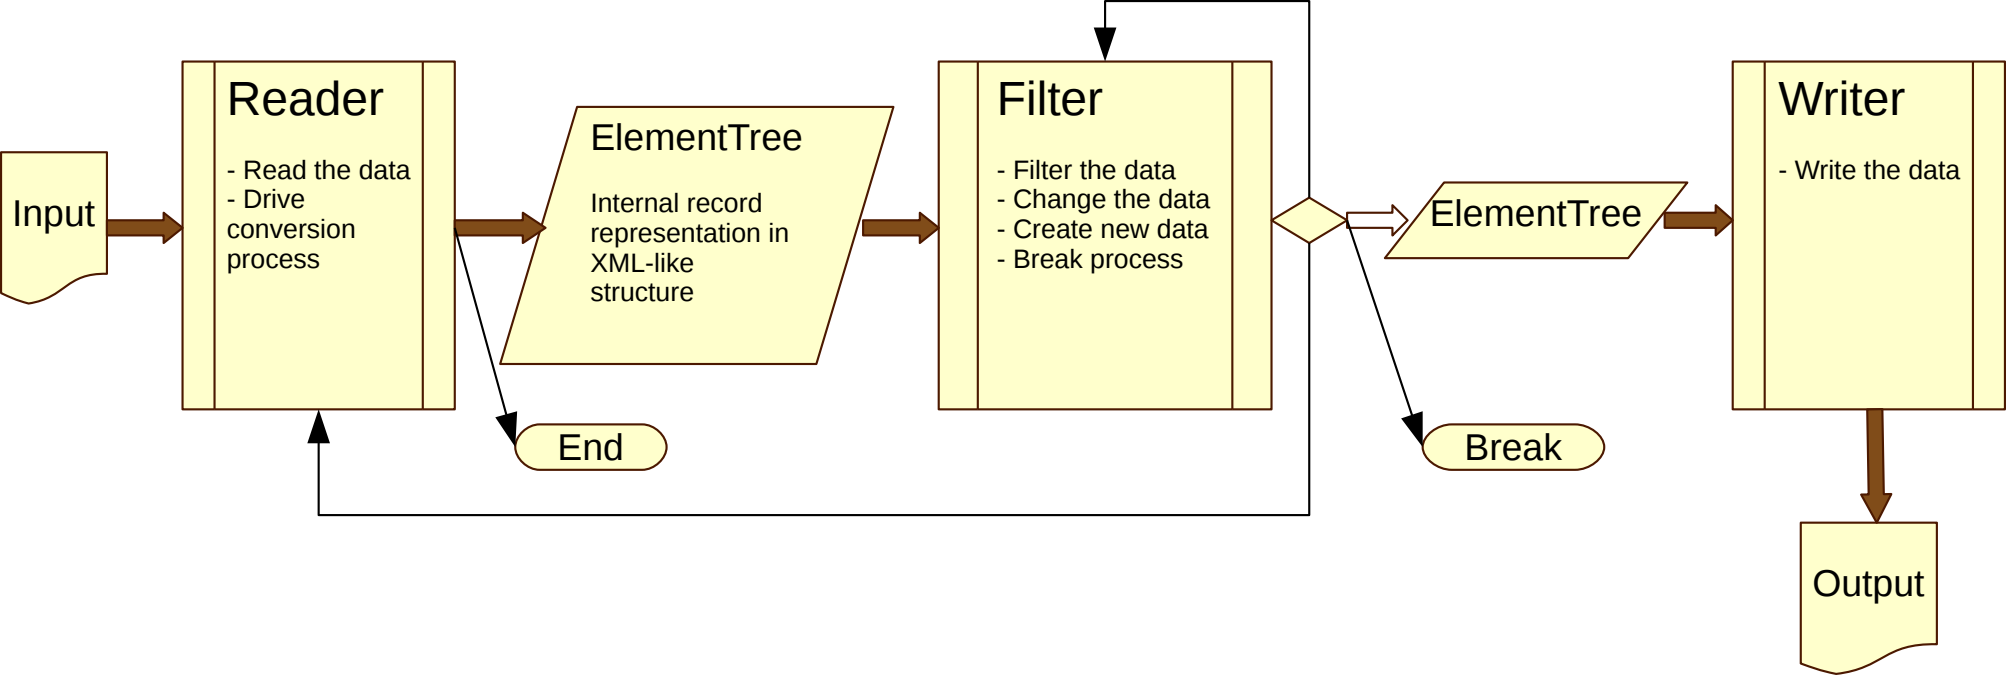 Input
Reader
- Read the data
- Drive
conversion
process
ElementTree
Internal record
representation in
XML-like
structure
End
Filter
- Filter the data
- Change the data
- Create new data
- Break process
ElementTree
Break
Writer
- Write the data
Output